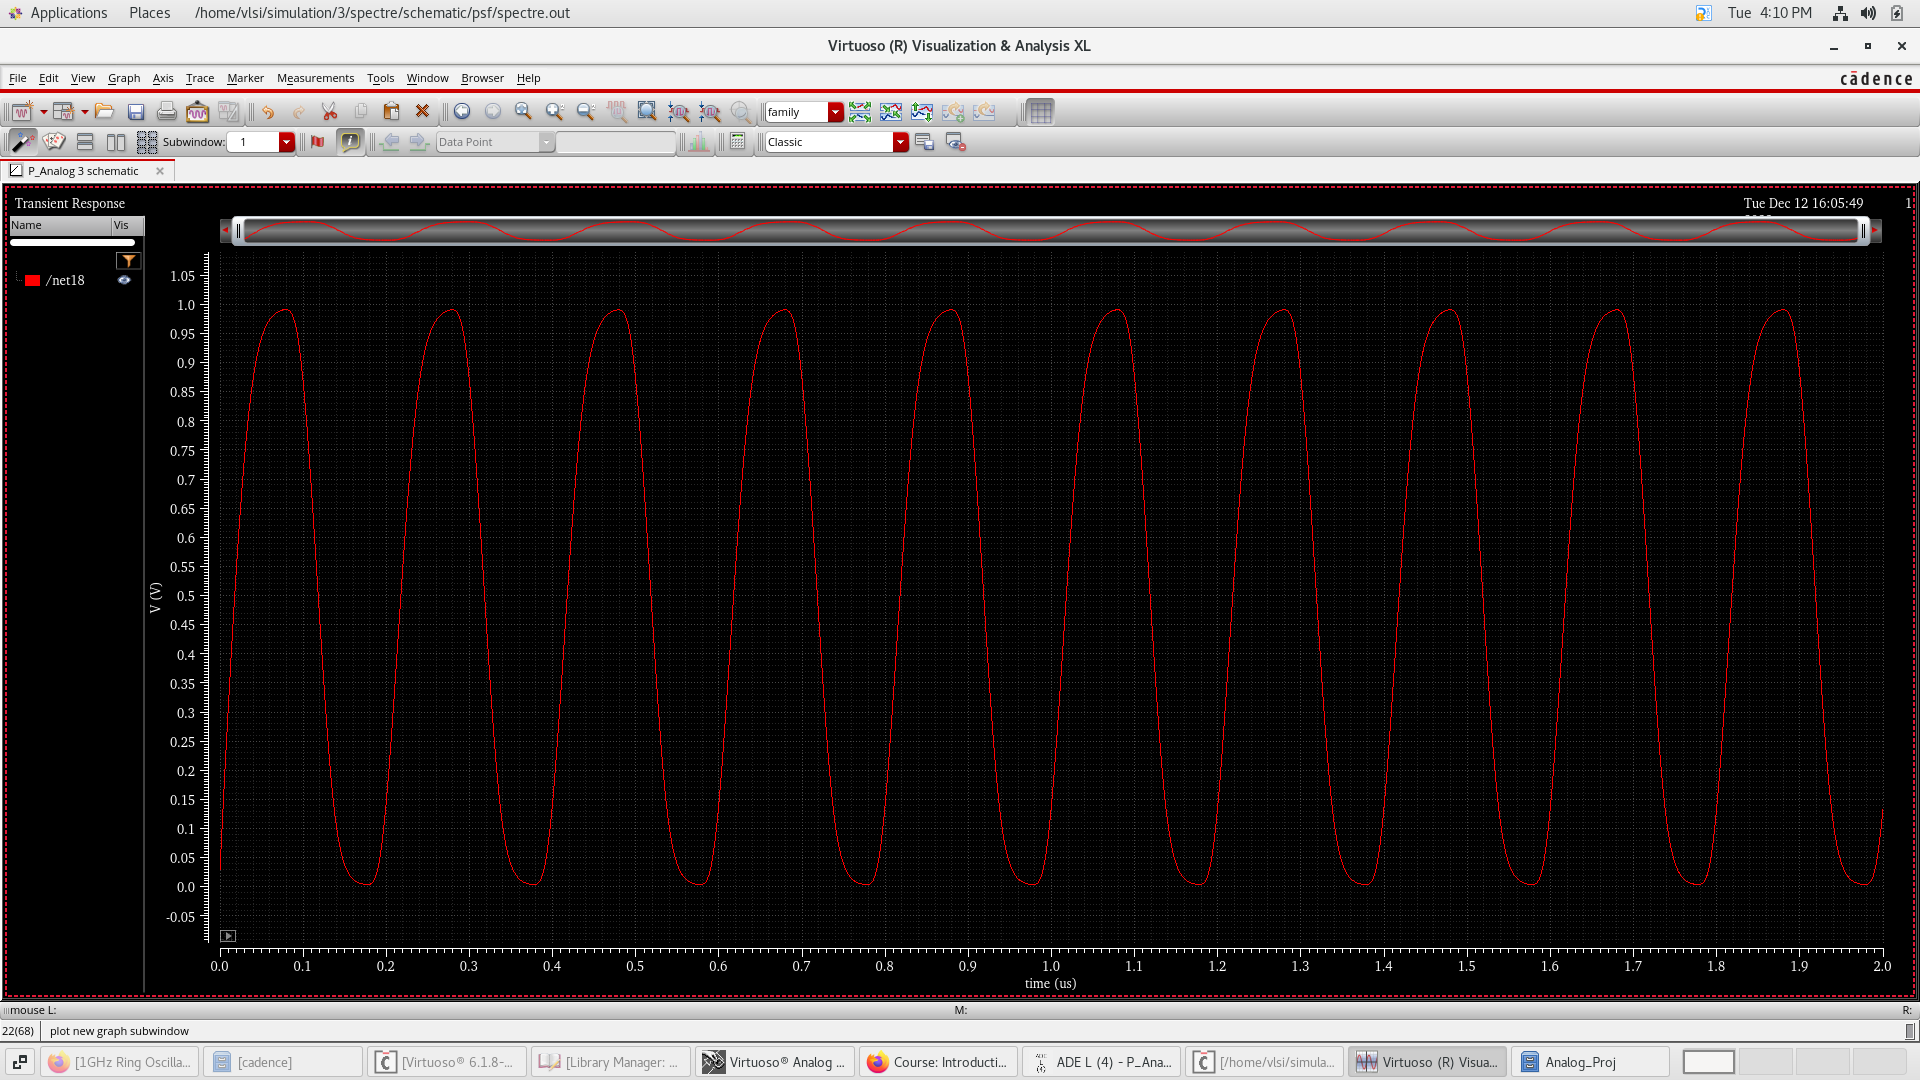 Applications Places /home/vlsi/simulation/3/spectre/schematic/psf/spectre.out Tue 4:10 PM
Virtuoso (R) Visualization & Analysis XL
File Edit View Graph Axis Trace Marker Measurements Tools Window Browser Help cādence
family
Subwindow: 1 Data Point Classic
P_Analog 3 schematic
Transient Response Tue Dec 12 16:05:49 1
Name Vis
/net18
1.05
1.0
0.95
0.9
0.85
0.8
0.75
0.7
0.65
0.6
0.55
0.5
0.45
0.4
0.35
0.3
0.25
0.2
0.15
0.1
0.05
0.0
-0.05
V (V)
0.0 0.1 0.2 0.3 0.4 0.5 0.6 0.7 0.8 0.9 1.0 1.1 1.2 1.3 1.4 1.5 1.6 1.7 1.8 1.9 2.0
time (us)
mouse L: M: R:
22(68) plot new graph subwindow
[1GHz Ring Oscilla... [cadence] [Virtuoso® 6.1.8-... [Library Manager: ... Virtuoso® Analog ... Course: Introducti... ADE L (4) - P_Ana... [/home/vlsi/simula... Virtuoso (R) Visua... Analog_Proj